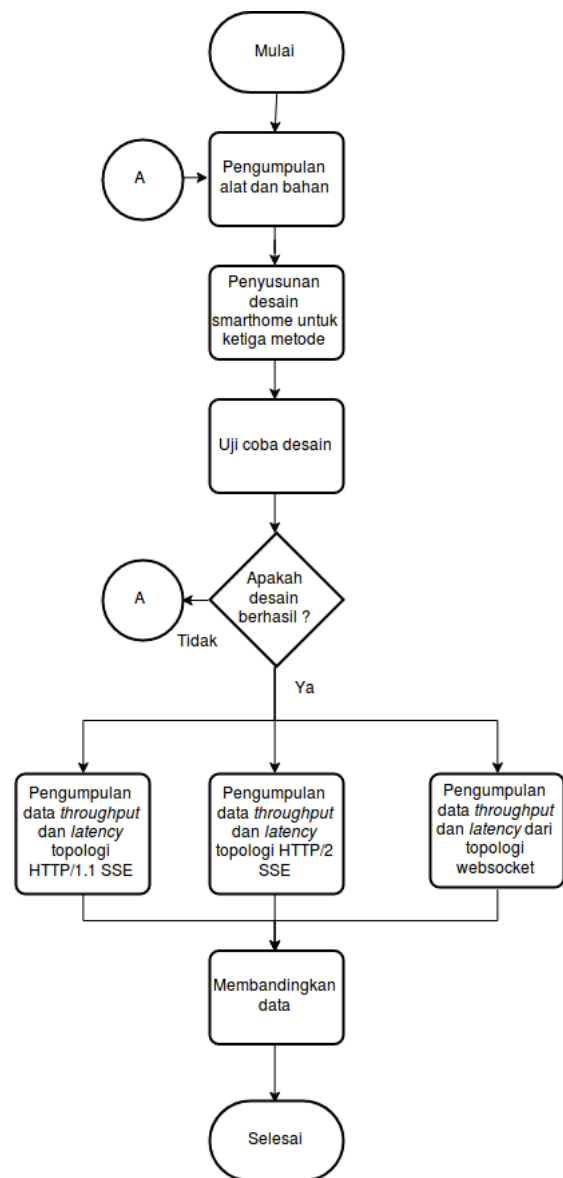 Mulai
A
Pengumpulan
alat dan bahan
Penyusunan
desain
smarthome untuk
ketiga metode
Uji coba desain
Apakah
desain
berhasil ?
A
Tidak
Ya
Pengumpulan
data throughput
dan latency
topologi
HTTP/1.1 SSE
Pengumpulan
data throughput
dan latency
topologi HTTP/2
SSE
Pengumpulan
data throughput
dan latency dari
topologi
websocket
Membandingkan
data
Selesai